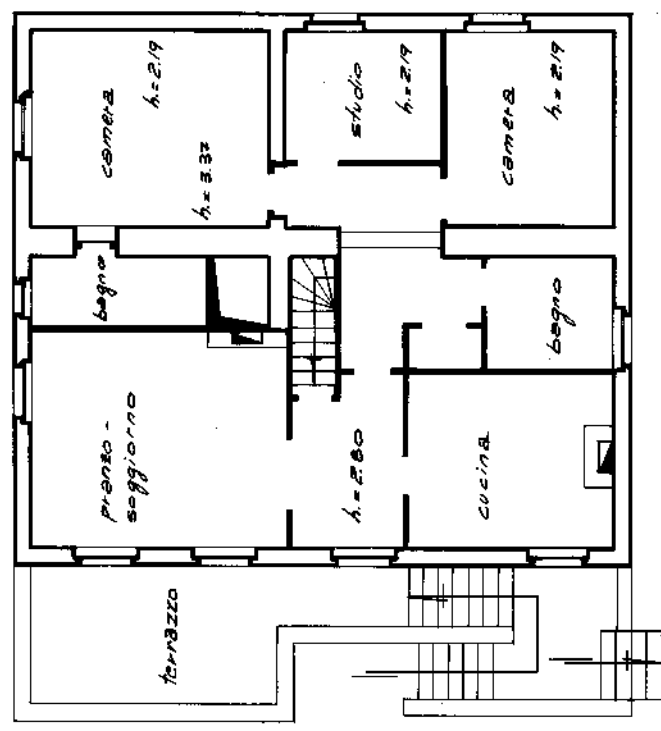 camera
h.= 2.19
h.= 3.37
studio
h.= 2.19
camera
h.= 2.19
bagno
bagno
pranzo -
soggiorno
h.= 2.80
cucina
terrazzo